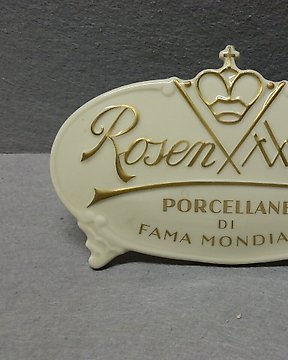 Rosen
PORCELLANE
DI
FAMA MONDIA